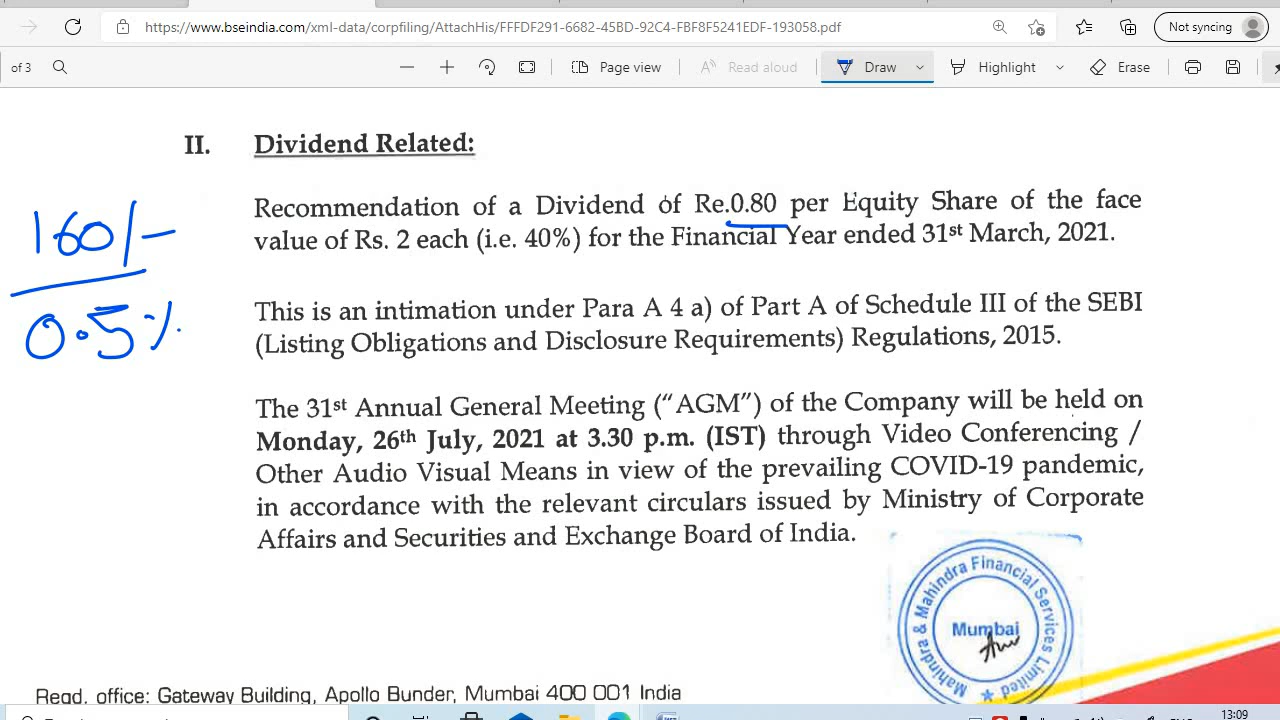 https://www.bseindia.com/xml-data/corpfiling/AttachHis/FFFDF291-6682-45BD-92C4-FBF8F5241EDF-193058.pdf
Not syncing
of 3
Page view
Read aloud
Draw
Highlight
Erase
II. Dividend Related:
160/-
0.5%
Recommendation of a Dividend of Re.0.80 per Equity Share of the face
value of Rs. 2 each (i.e. 40%) for the Financial Year ended 31st March, 2021.
This is an intimation under Para A 4 a) of Part A of Schedule III of the SEBI
(Listing Obligations and Disclosure Requirements) Regulations, 2015.
The 31st Annual General Meeting (“AGM”) of the Company will be held on
Monday, 26th July, 2021 at 3.30 p.m. (IST) through Video Conferencing /
Other Audio Visual Means in view of the prevailing COVID-19 pandemic,
in accordance with the relevant circulars issued by Ministry of Corporate
Affairs and Securities and Exchange Board of India.
Mahindra & Mahindra Financial Services Limited
Mumbai
Regd. office: Gateway Building, Apollo Bunder, Mumbai 400 001 India
13:09